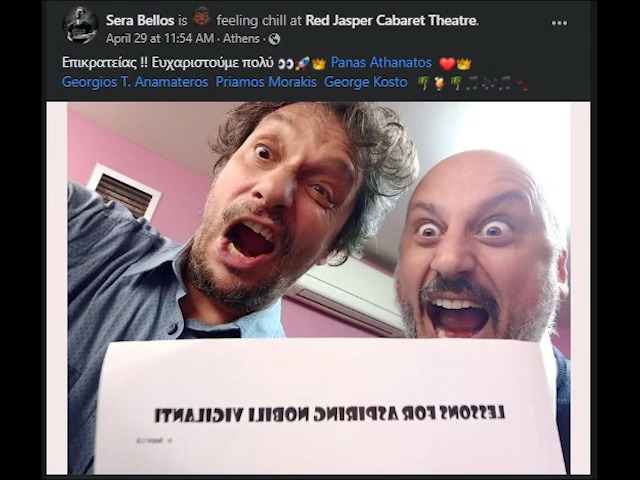 Sera Bellos is feeling chill at Red Jasper Cabaret Theatre.
April 29 at 11:54 AM · Athens ·
Επικρατείας !! Ευχαριστούμε πολύ 👀🚀👑 Panas Athanatos ❤️👑
Georgios T. Anamateros Priamos Morakis George Kosto 🌴🍹🌴🎵🎶🎵
LESSONS FOR ASPIRING NOBILI VIGILANTI